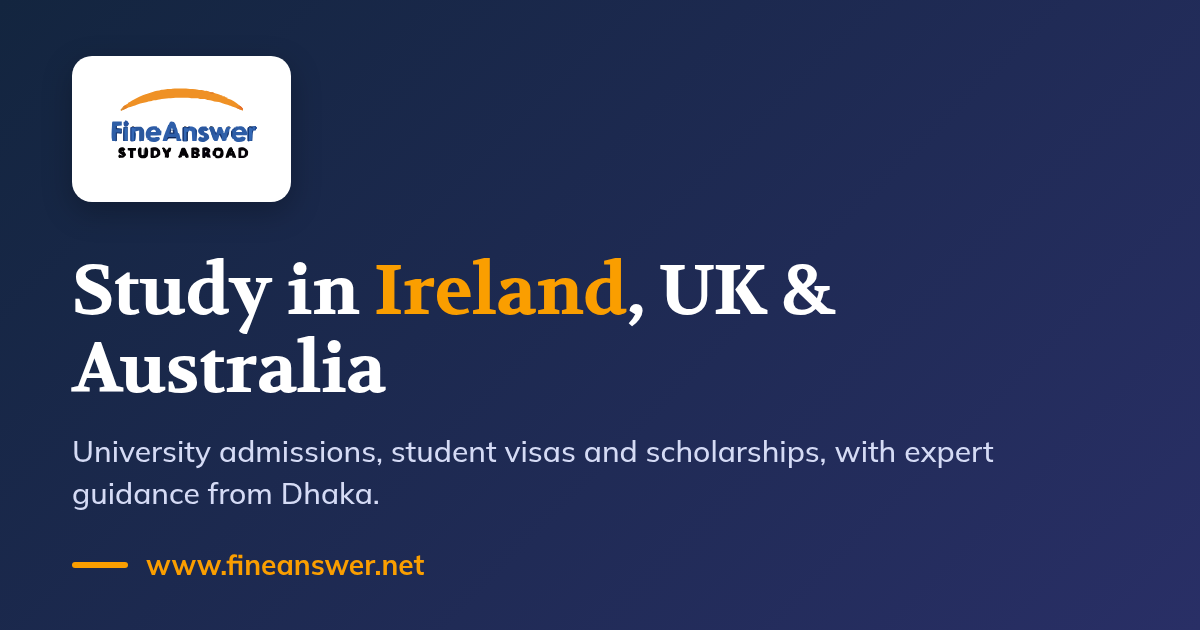 FineAnswer
STUDY ABROAD
Study in Ireland, UK &
Australia
University admissions, student visas and scholarships, with expert
guidance from Dhaka.
www.fineanswer.net